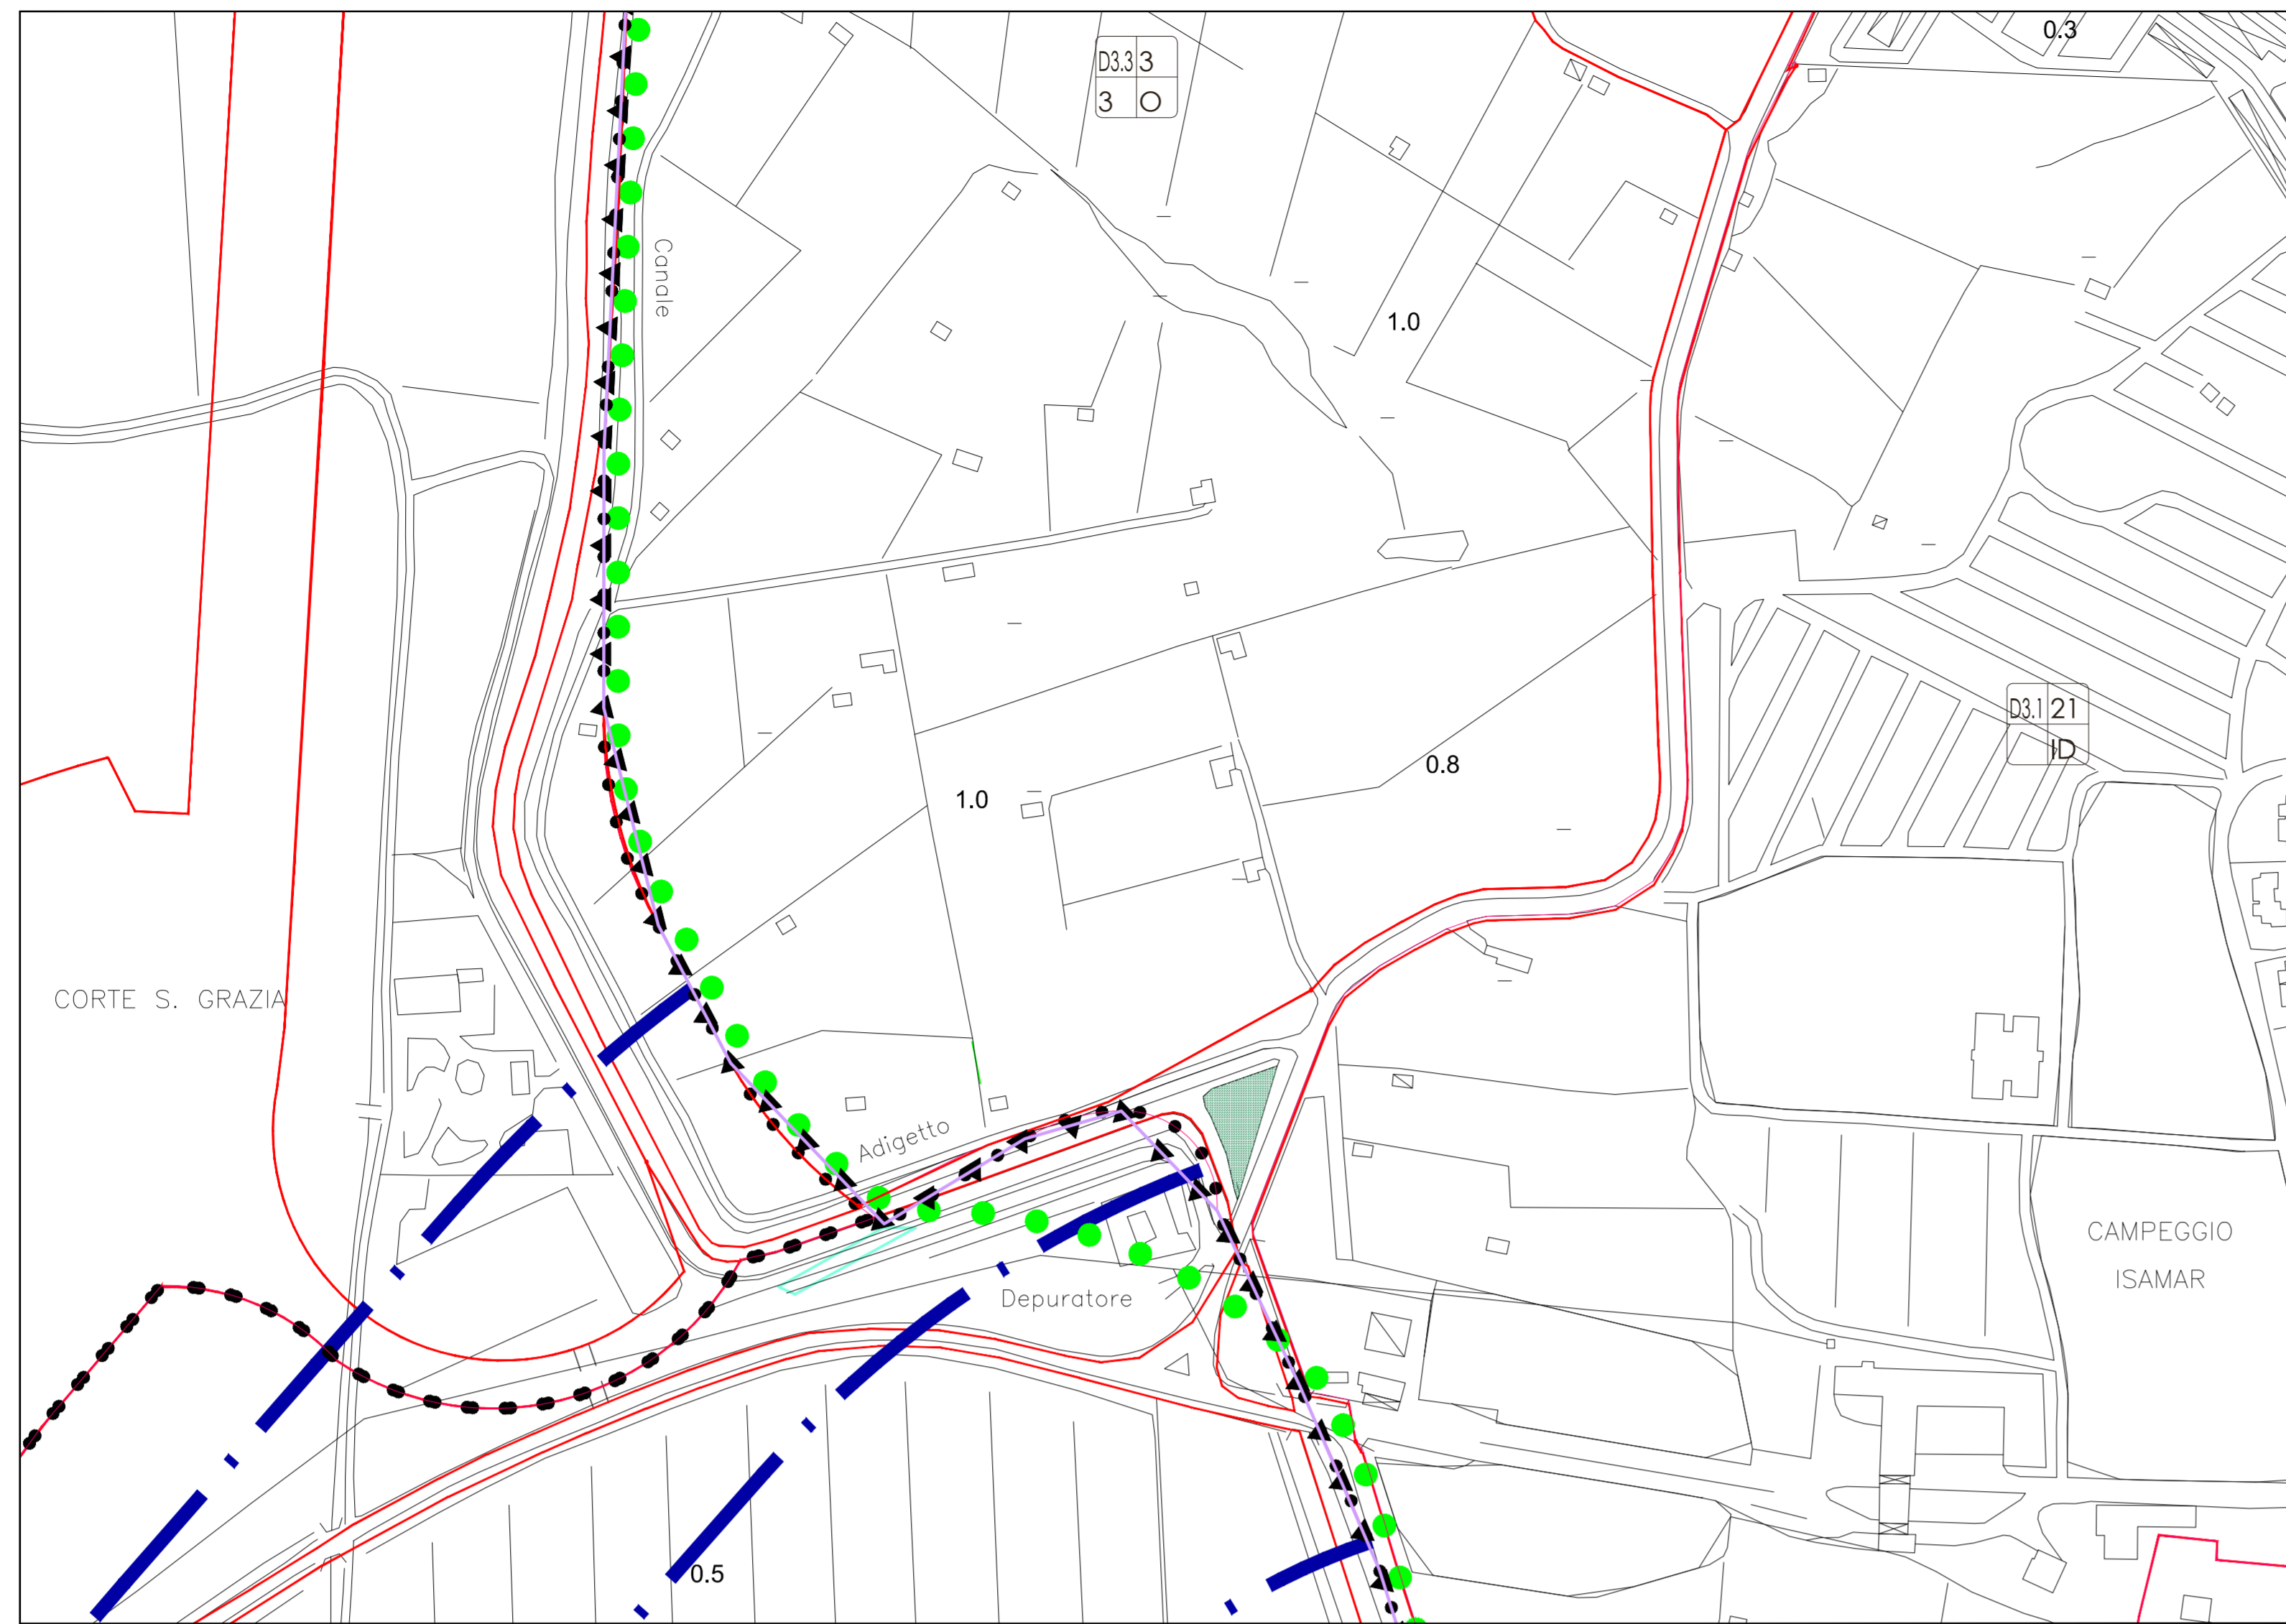 0.3
D3.3 3
3 O
Canale
1.0
D3.1 21
ID
0.8
1.0
CORTE S. GRAZIA
Adigetto
CAMPEGGIO
ISAMAR
Depuratore
0.5